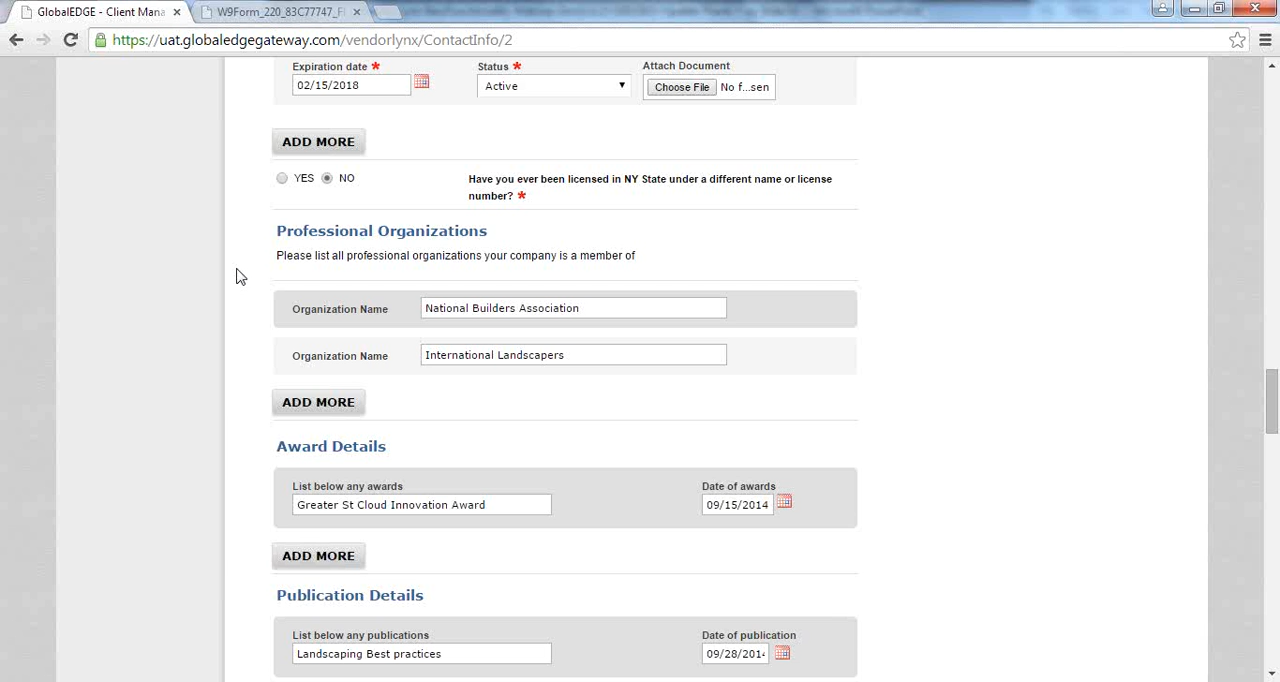 GlobalEDGE - Client Mana
W9Form_220_83C77747_F
https://uat.globaledgegateway.com/vendorlynx/ContactInfo/2
Expiration date *
Status *
Attach Document
02/15/2018
Active
Choose File No f...sen
ADD MORE
YES NO
Have you ever been licensed in NY State under a different name or license
number? *
Professional Organizations
Please list all professional organizations your company is a member of
Organization Name National Builders Association
Organization Name International Landscapers
ADD MORE
Award Details
List below any awards
Date of awards
Greater St Cloud Innovation Award
09/15/2014
ADD MORE
Publication Details
List below any publications
Date of publication
Landscaping Best practices
09/28/201